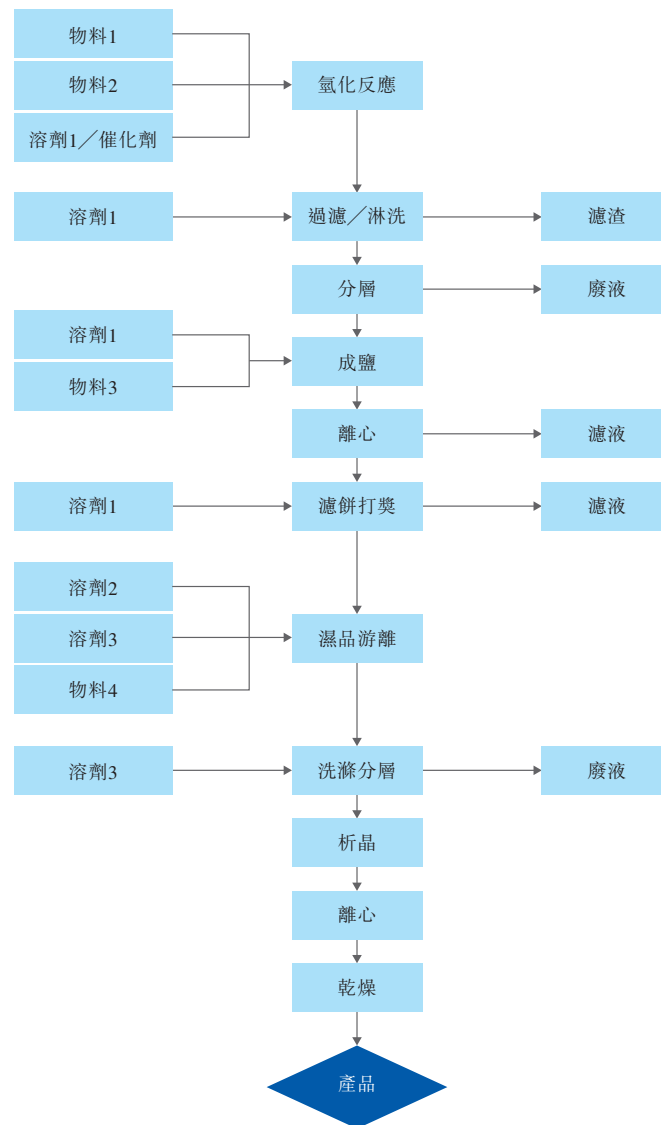 物料1
物料2
溶劑1／催化劑
氫化反應
溶劑1
過濾／淋洗
濾渣
分層
廢液
溶劑1
物料3
成鹽
離心
濾液
溶劑1
濾餅打漿
濾液
溶劑2
溶劑3
物料4
濕品游離
溶劑3
洗滌分層
廢液
析晶
離心
乾燥
產品